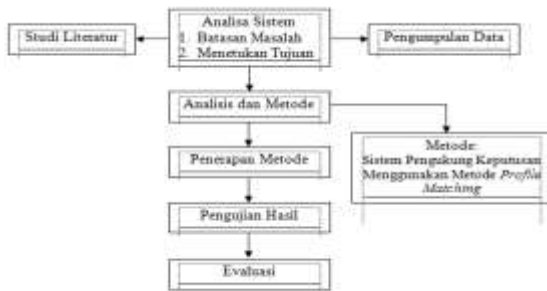 Analisa Sistem
1. Batasan Masalah
2. Menetukan Tujuan
Studi Literatur
Pengumpulan Data
Analisis dan Metode
Metode:
Sistem Pengukung Keputusan
Menggunakan Metode Profile
Matching
Penerapan Metode
Pengujian Hasil
Evaluasi